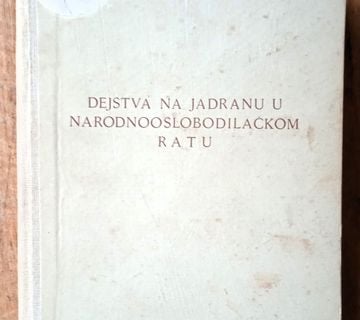 DEJSTVA NA JADRANU U
NARODNOOSLOBODILAČKOM
RATU